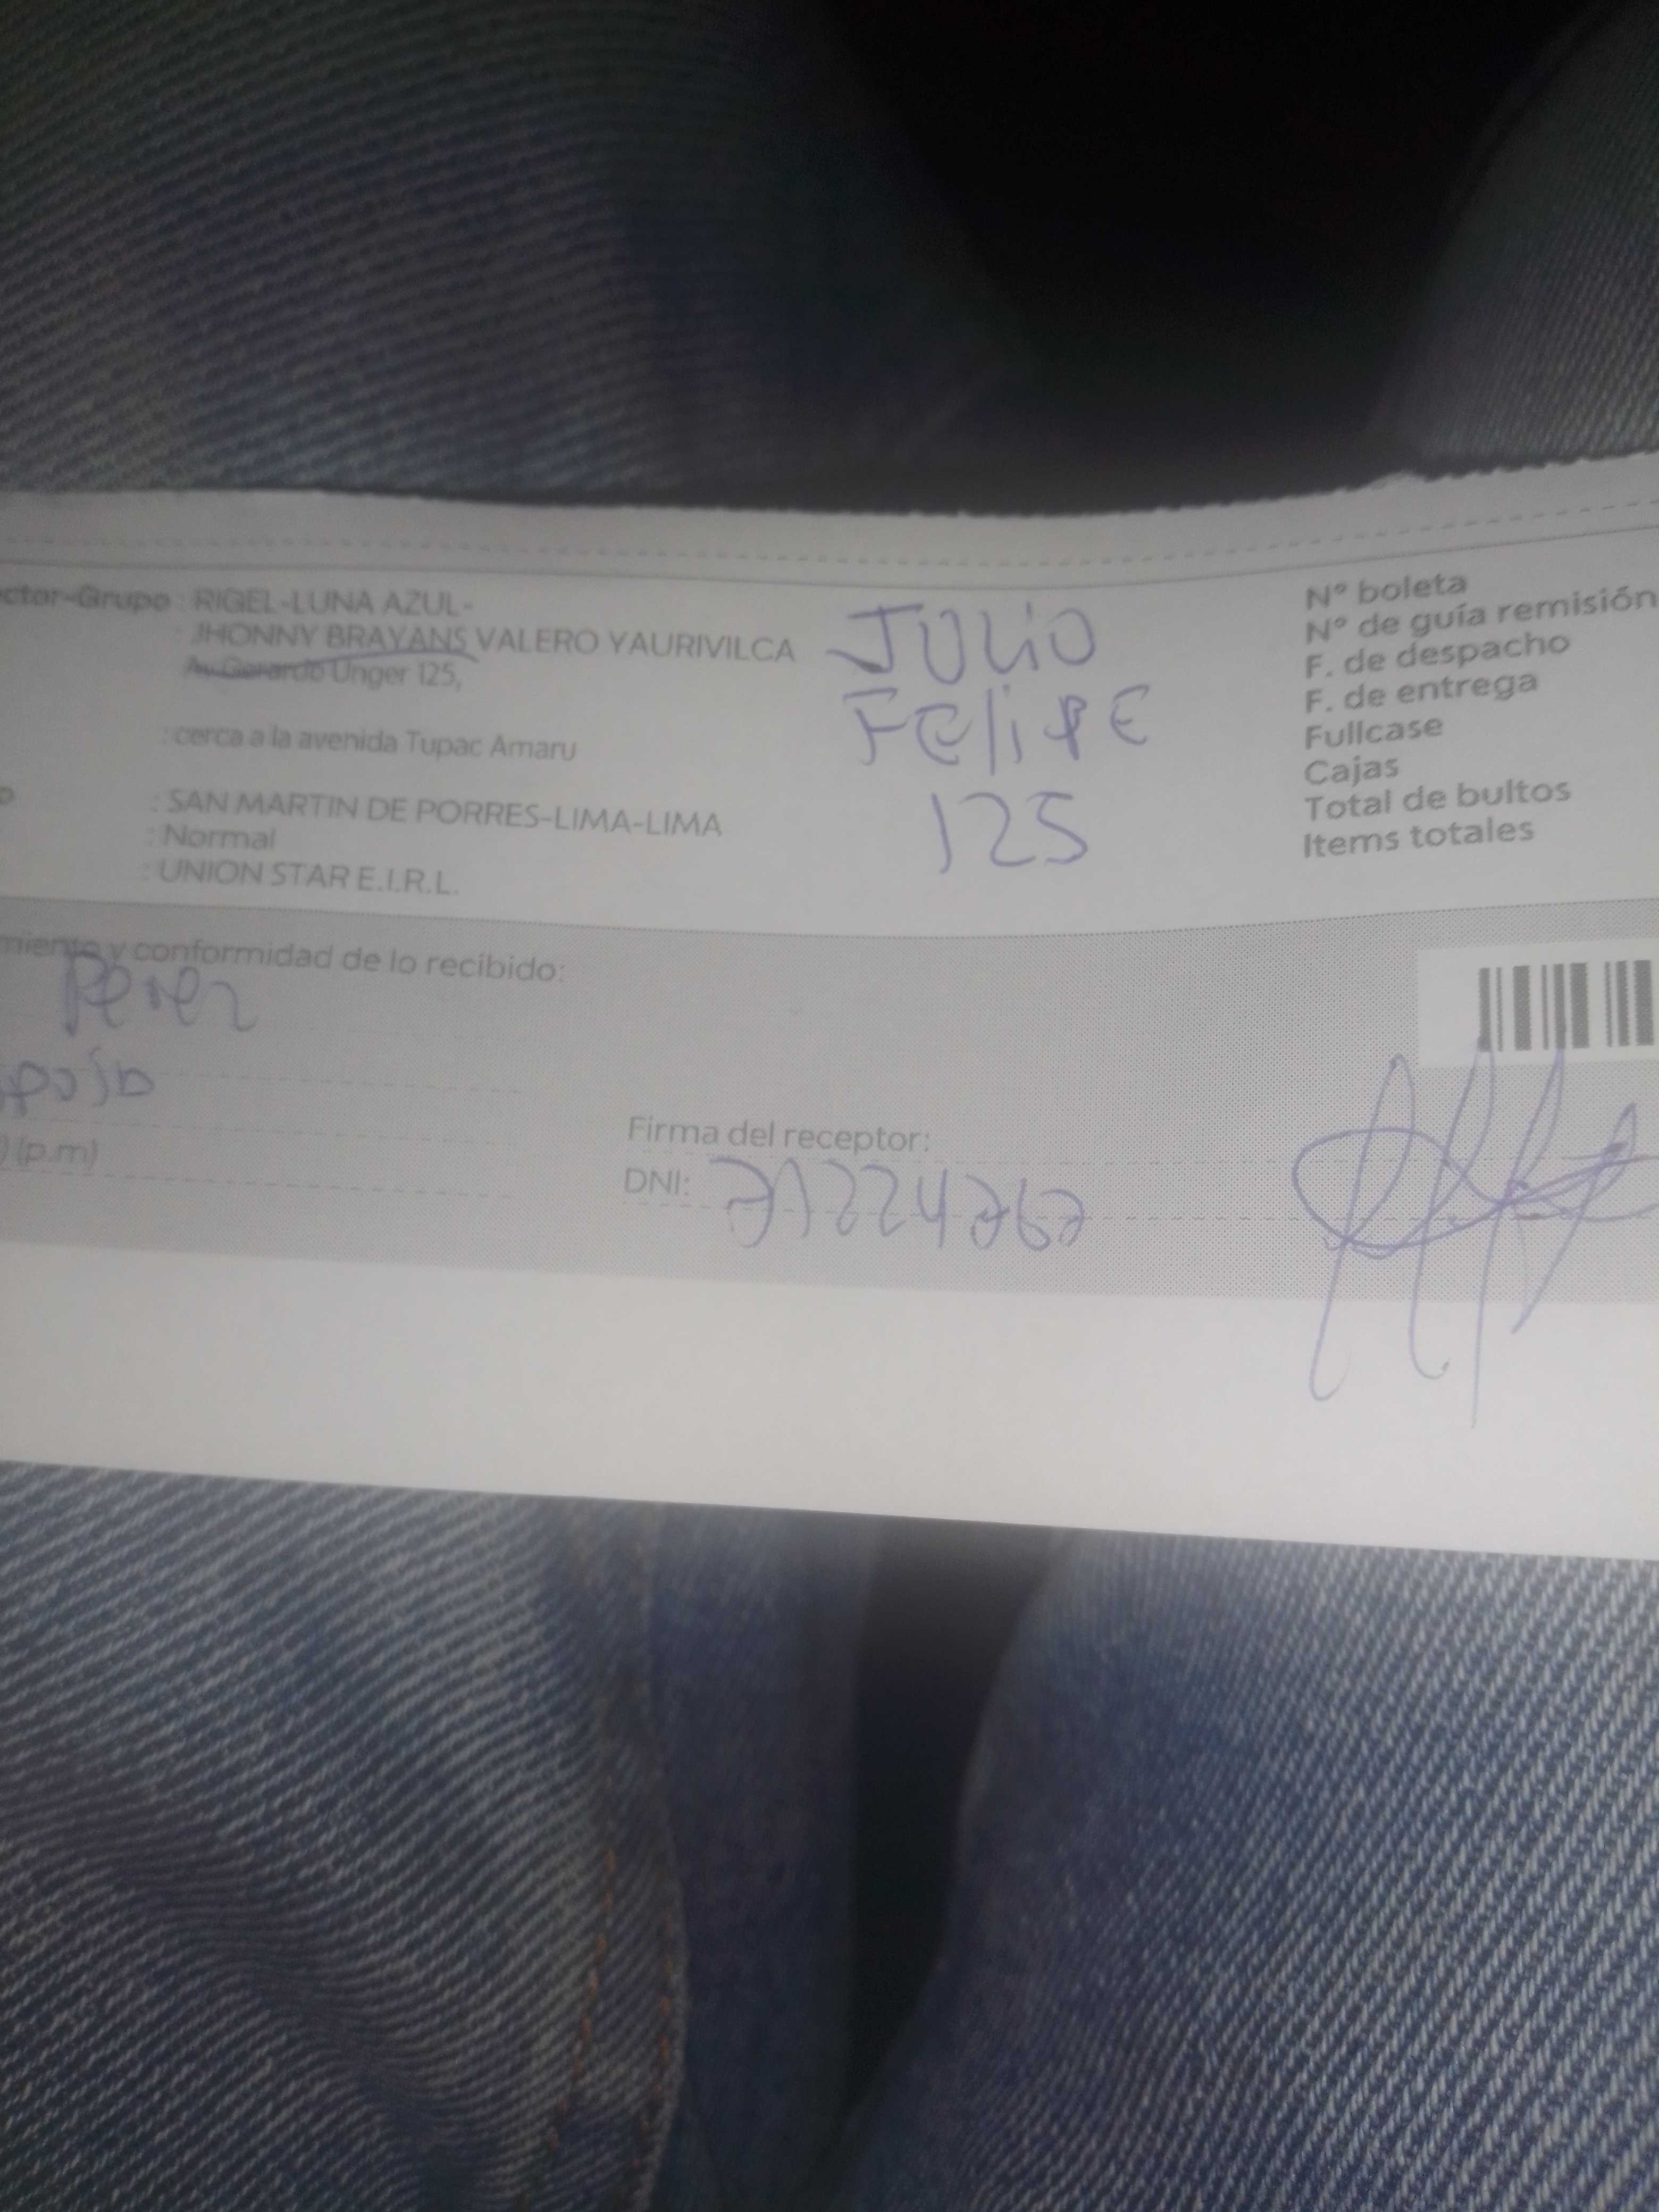 ctor-Grupo : RIGEL-LUNA AZUL-
: JHONNY BRAYANS VALERO YAURIVILCA
Av Gerardo Unger 125,
: cerca a la avenida Tupac Amaru
: SAN MARTIN DE PORRES-LIMA-LIMA
: Normal
: UNION STAR E.I.R.L.
JULIO
FELIPE
125
N° boleta
N° de guía remisión
F. de despacho
F. de entrega
Fullcase
Cajas
Total de bultos
Items totales
miento y conformidad de lo recibido:
Perez
) (p.m)
Firma del receptor:
DNI: 71224767